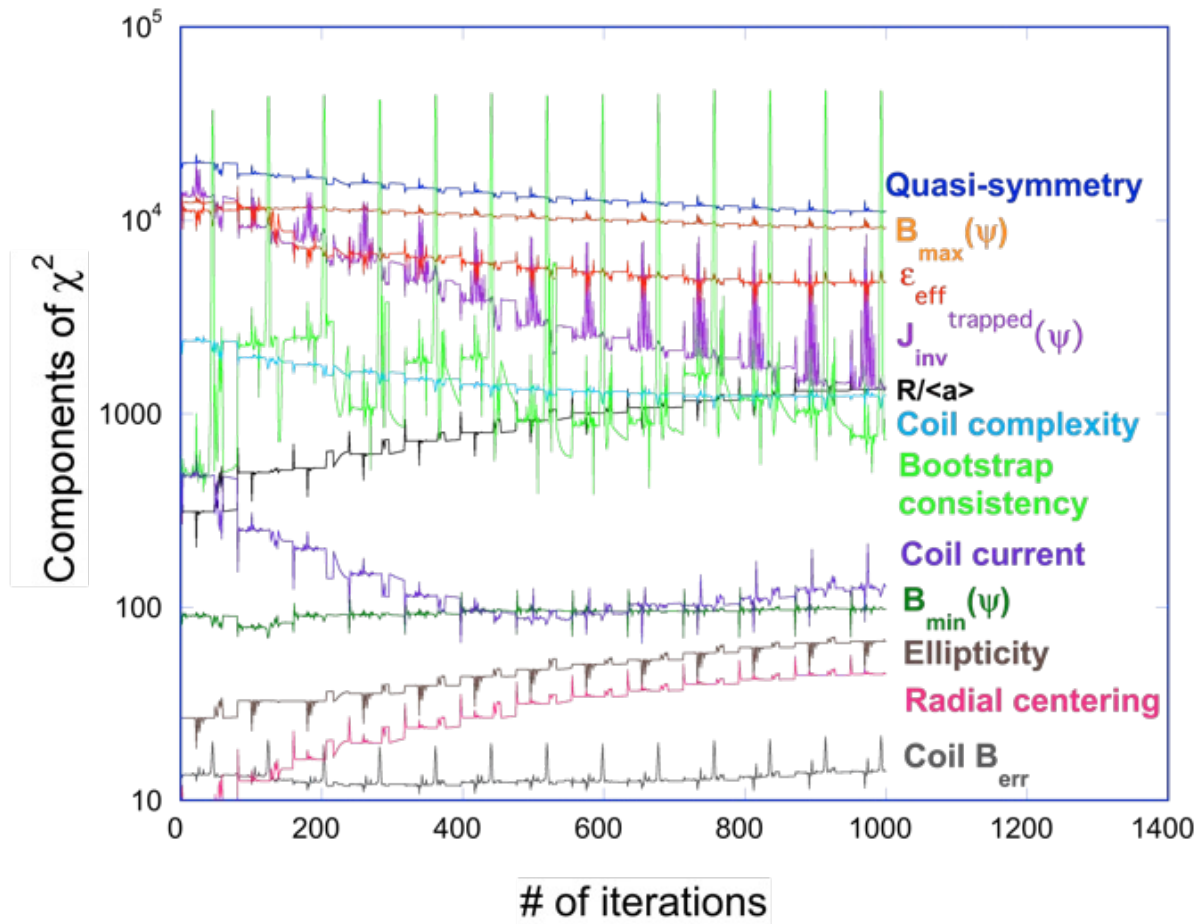 10^5
10^4
1000
100
10
Components of χ^2
Quasi-symmetry
B_max(ψ)
ε_eff
J_inv^trapped(ψ)
R/<a>
Coil complexity
Bootstrap
consistency
Coil current
B_min(ψ)
Ellipticity
Radial centering
Coil B_err
0 200 400 600 800 1000 1200 1400
# of iterations